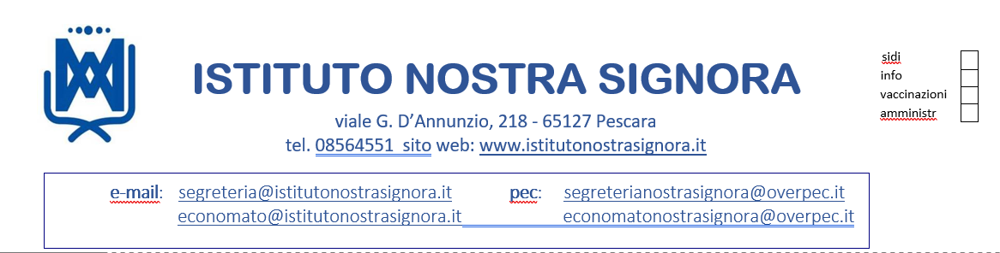 ISTITUTO NOSTRA SIGNORA
viale G. D'Annunzio, 218 - 65127 Pescara
tel. 08564551 sito web: www.istitutonostrasignora.it
sidi
info
vaccinazioni
amministr
e-mail: segreteria@istitutonostrasignora.it pec: segreterianostrasignora@overpec.it
economato@istitutonostrasignora.it economatonostrasignora@overpec.it